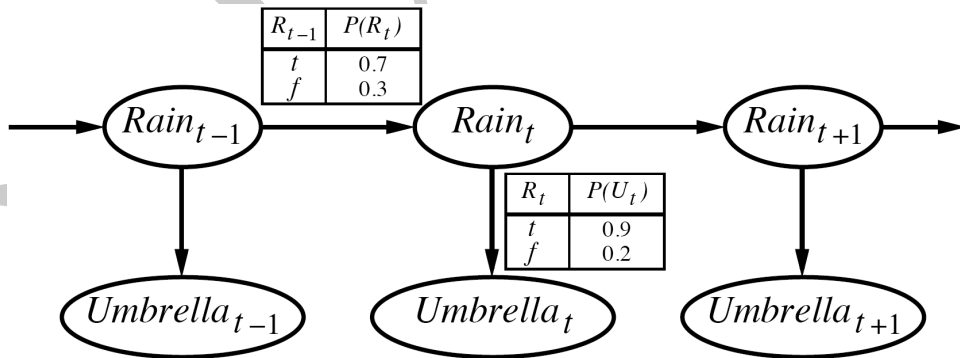 R_{t-1} P(R_t)
t 0.7
f 0.3
Rain_{t-1} Rain_t Rain_{t+1}
R_t P(U_t)
t 0.9
f 0.2
Umbrella_{t-1} Umbrella_t Umbrella_{t+1}